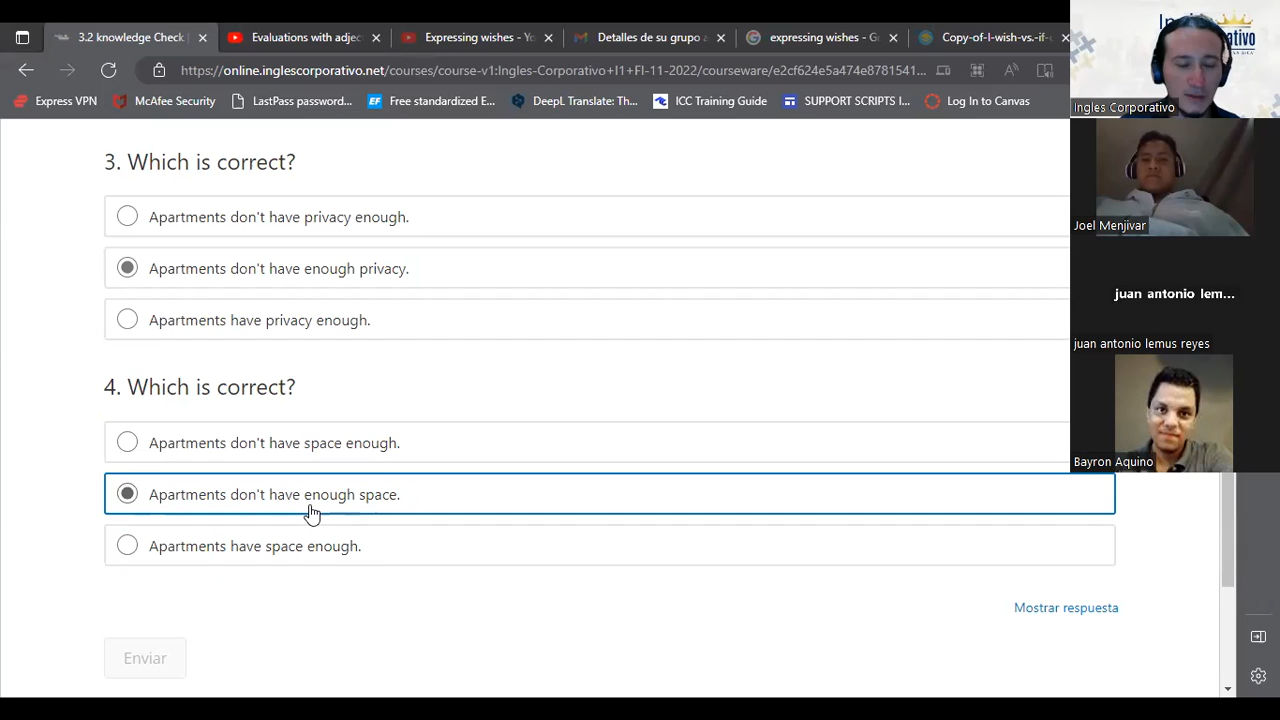 3.2 knowledge Check |
Evaluations with adjec
Expressing wishes - Yo
Detalles de su grupo a
expressing wishes - Go
Copy-of-I-wish-vs.-if-u
https://online.inglescorporativo.net/courses/course-v1:Ingles-Corporativo+I1+FI-11-2022/courseware/e2cf624e5a474e8781541...
Express VPN
McAfee Security
LastPass password...
EF Free standardized E...
DeepL Translate: Th...
ICC Training Guide
SUPPORT SCRIPTS I...
Log In to Canvas
Ingles Corporativo
3. Which is correct?
Apartments don't have privacy enough.
Apartments don't have enough privacy.
Apartments have privacy enough.
4. Which is correct?
Apartments don't have space enough.
Apartments don't have enough space.
Apartments have space enough.
Mostrar respuesta
Enviar
Joel Menjivar
juan antonio lem...
juan antonio lemus reyes
Bayron Aquino